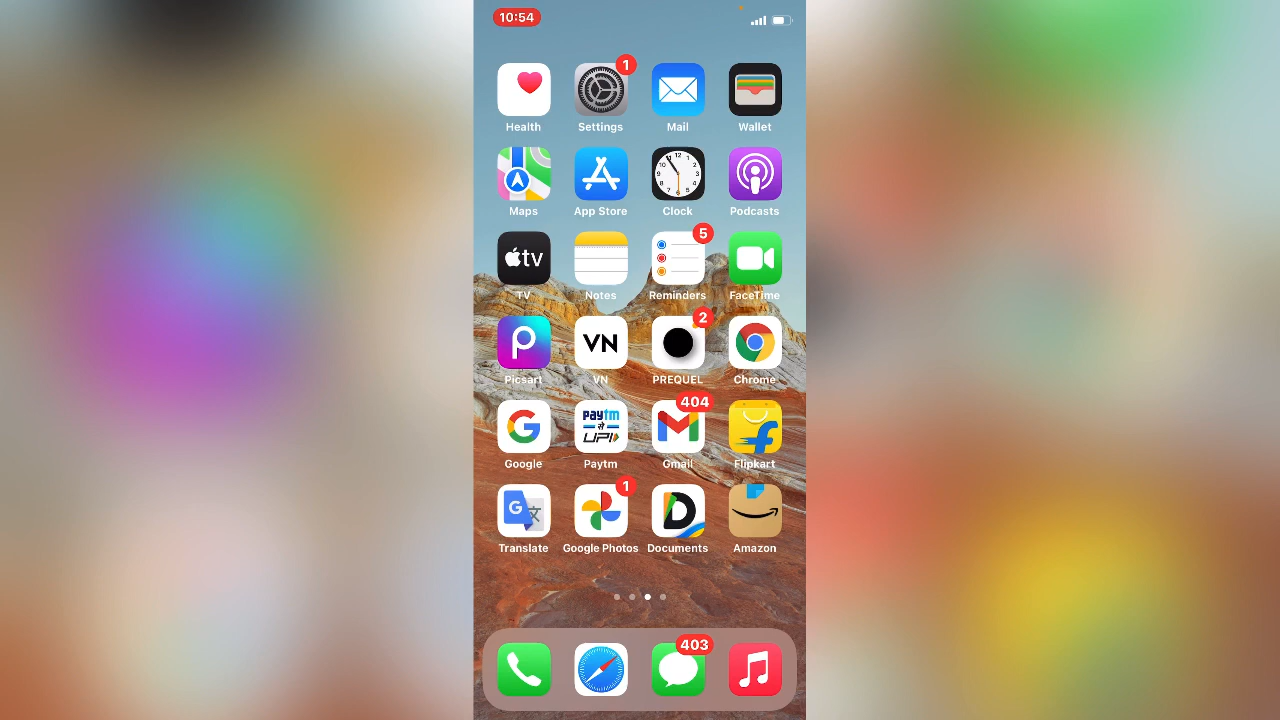 10:54
1
Health Settings Mail Wallet
Maps App Store Clock Podcasts
tv
5
TV Notes Reminders FaceTime
VN
2
Picsart VN PREQUEL Chrome
paytm
से
UPI
404
Google Paytm Gmail Flipkart
G 文
1
D
Translate Google Photos Documents Amazon
403